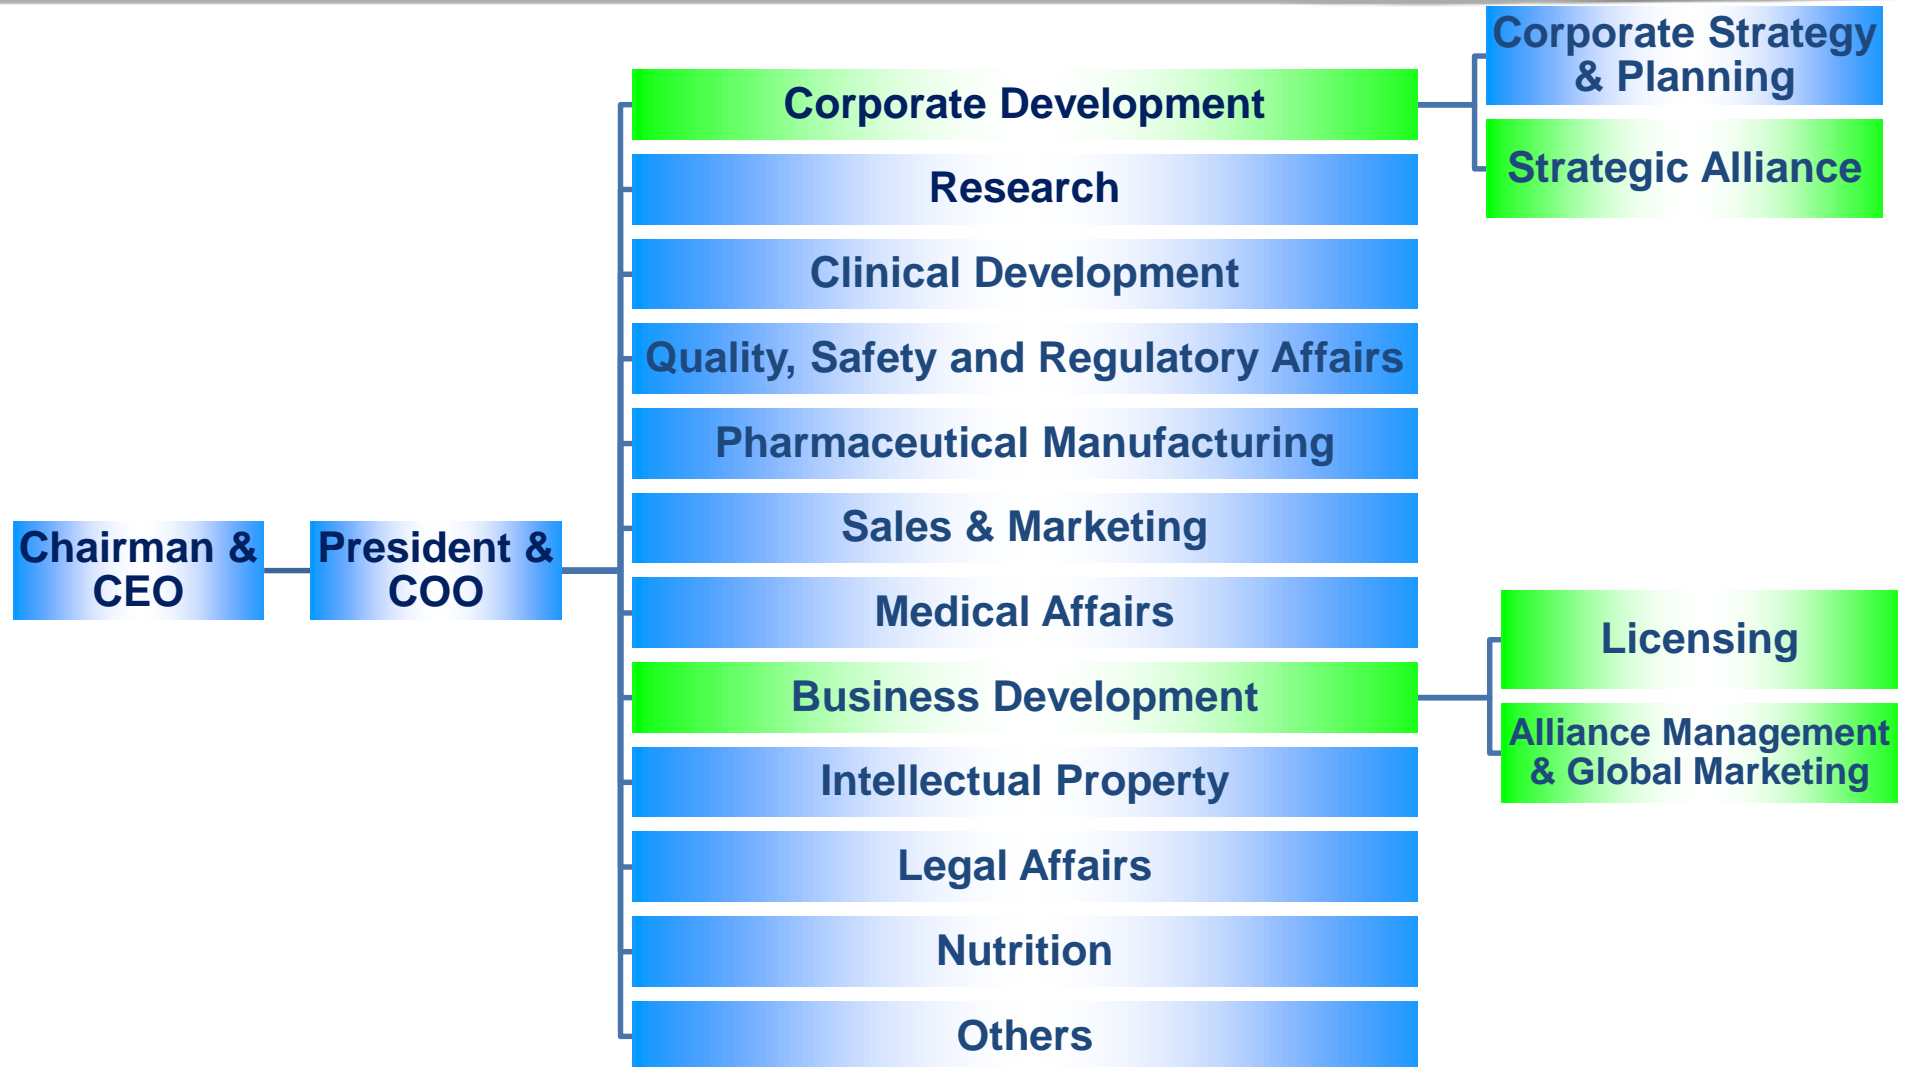 Chairman &
CEO
President &
COO
Corporate Development
Research
Clinical Development
Quality, Safety and Regulatory Affairs
Pharmaceutical Manufacturing
Sales & Marketing
Medical Affairs
Business Development
Intellectual Property
Legal Affairs
Nutrition
Others
Corporate Strategy
& Planning
Strategic Alliance
Licensing
Alliance Management
& Global Marketing